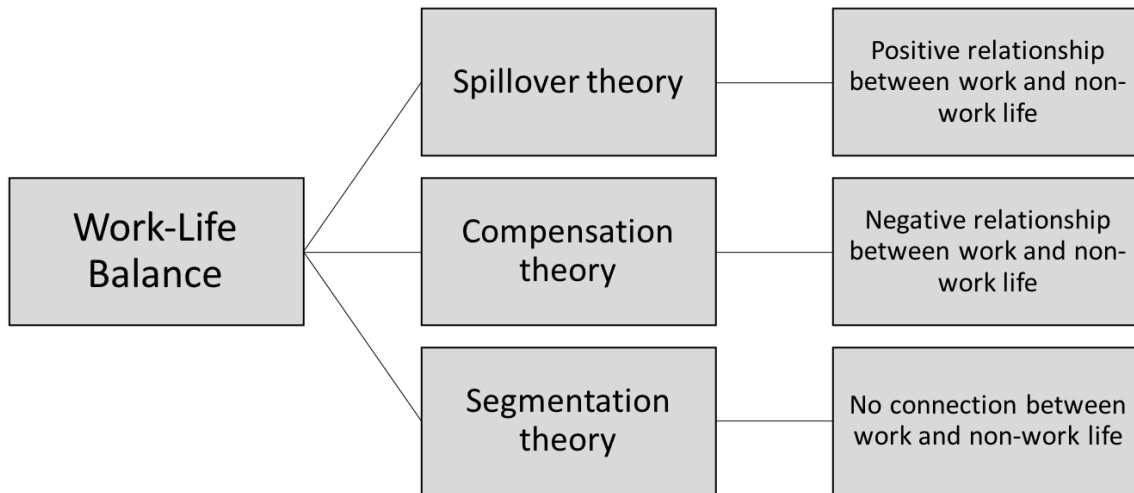 Work-Life
Balance
Spillover theory
Positive relationship
between work and non-
work life
Compensation
theory
Negative relationship
between work and non-
work life
Segmentation
theory
No connection between
work and non-work life